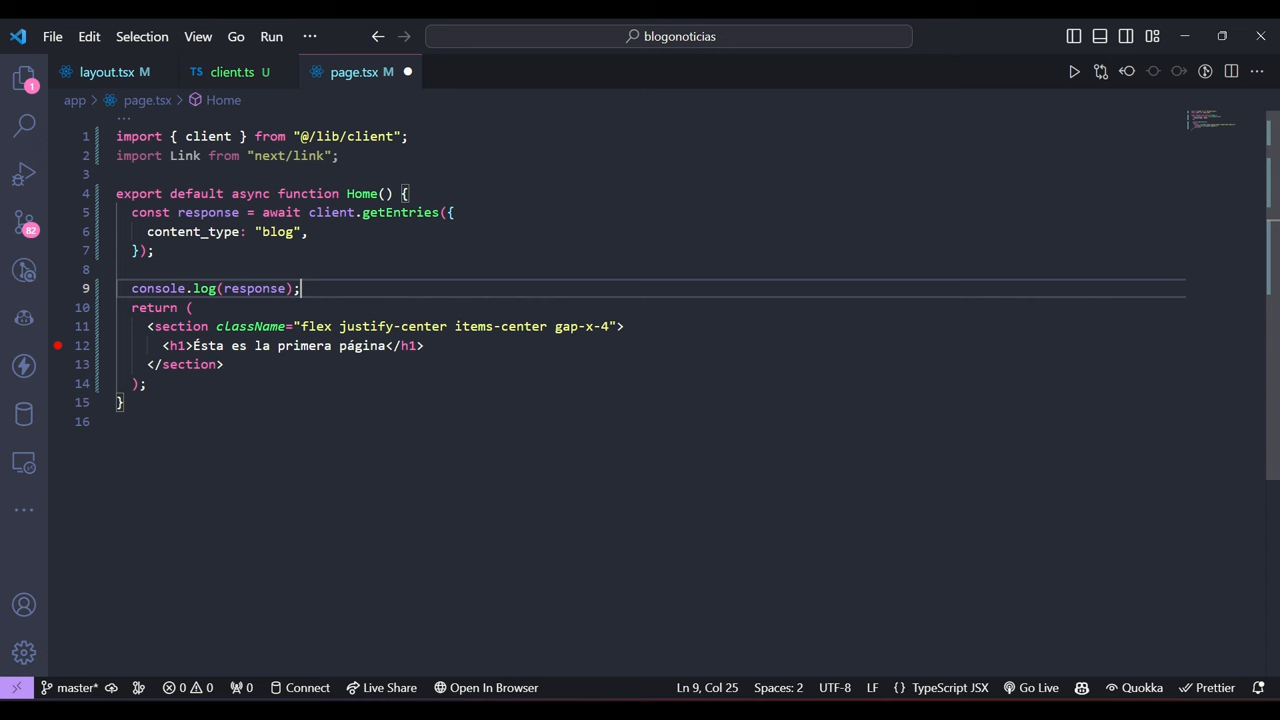 File Edit Selection View Go Run ··· blogonoticias
layout.tsx M TS client.ts U page.tsx M
app > page.tsx > Home
1 import { client } from "@/lib/client";
2 import Link from "next/link";
3
4 export default async function Home() {
5 const response = await client.getEntries({
6 content_type: "blog",
7 });
8
9 console.log(response);
10 return (
11 <section className="flex justify-center items-center gap-x-4">
12 <h1>Ésta es la primera página</h1>
13 </section>
14 );
15 }
16
1
82
master* 0 0 0 Connect Live Share Open In Browser Ln 9, Col 25 Spaces: 2 UTF-8 LF {} TypeScript JSX Go Live Quokka Prettier